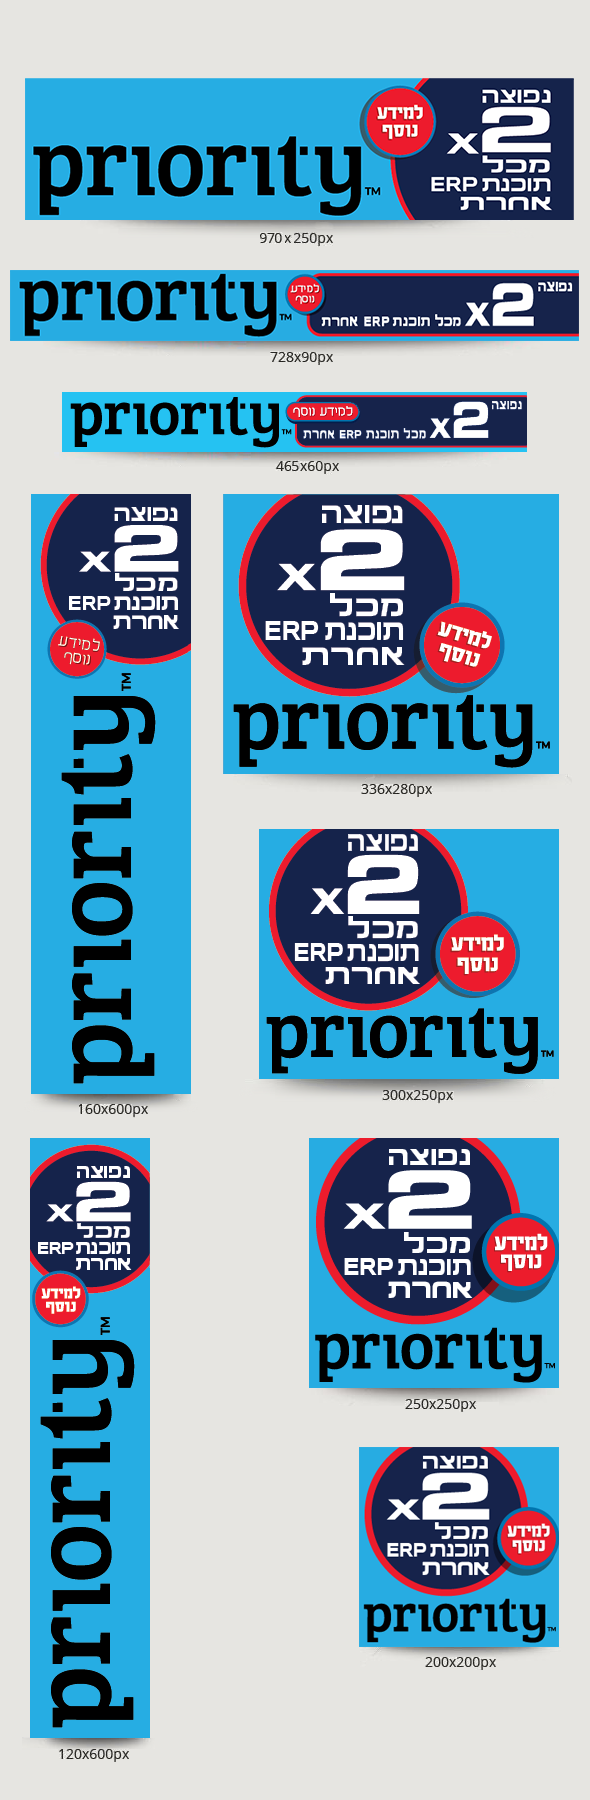 priority™
למידע
נוסף
נפוצה
x2
מכל
תוכנת ERP
אחרת
970 x 250px
priority™
למידע
נוסף
נפוצה x2 מכל תוכנת ERP אחרת
728x90px
priority™
למידע נוסף
נפוצה x2 מכל תוכנת ERP אחרת
465x60px
נפוצה
x2
מכל
תוכנת ERP
אחרת
למידע
נוסף
priority™
160x600px
נפוצה
x2
מכל
תוכנת ERP
אחרת
למידע
נוסף
priority™
336x280px
נפוצה
x2
מכל
תוכנת ERP
אחרת
למידע
נוסף
priority™
300x250px
נפוצה
x2
מכל
תוכנת ERP
אחרת
למידע
נוסף
priority™
120x600px
נפוצה
x2
מכל
תוכנת ERP
אחרת
למידע
נוסף
priority™
250x250px
נפוצה
x2
מכל
תוכנת ERP
אחרת
למידע
נוסף
priority™
200x200px